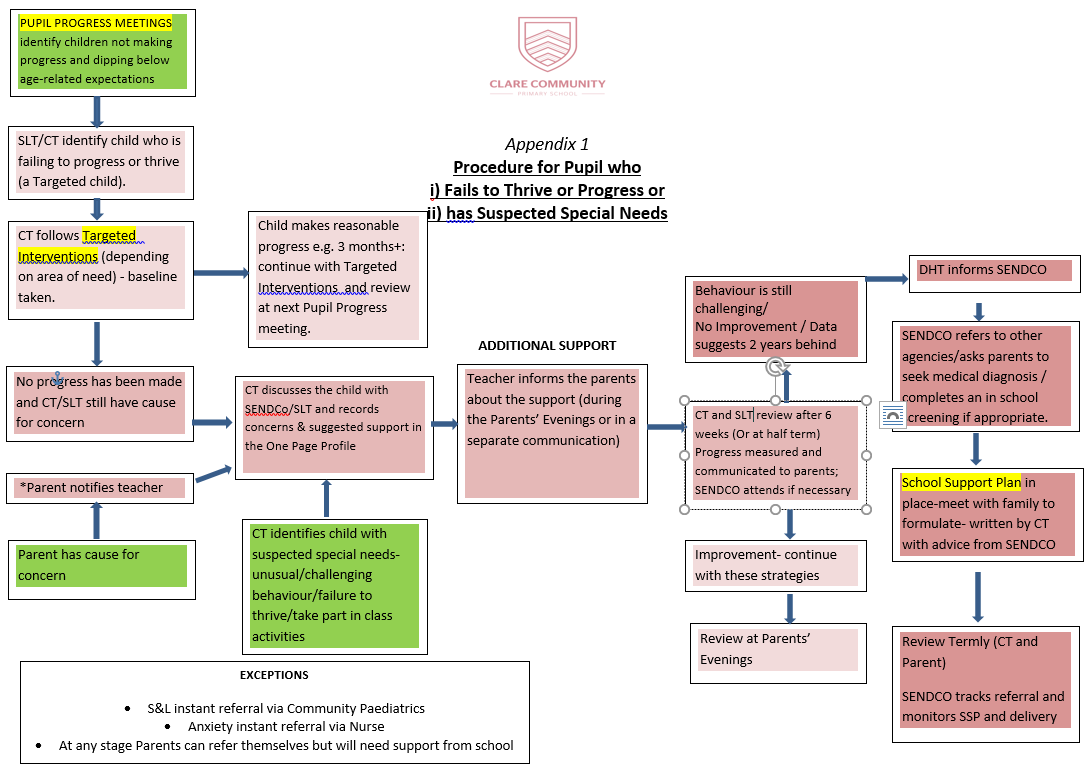 PUPIL PROGRESS MEETINGS
identify children not making
progress and dipping below
age-related expectations
CLARE COMMUNITY
PRIMARY SCHOOL
SLT/CT identify child who is
failing to progress or thrive
(a Targeted child).
Appendix 1
Procedure for Pupil who
i) Fails to Thrive or Progress or
ii) has Suspected Special Needs
CT follows Targeted
Interventions (depending
on area of need) - baseline
taken.
Child makes reasonable
progress e.g. 3 months+:
continue with Targeted
Interventions and review
at next Pupil Progress
meeting.
No progress has been made
and CT/SLT still have cause
for concern
*Parent notifies teacher
Parent has cause for
concern
CT discusses the child with
SENDCo/SLT and records
concerns & suggested support in
the One Page Profile
CT identifies child with
suspected special needs-
unusual/challenging
behaviour/failure to
thrive/take part in class
activities
ADDITIONAL SUPPORT
Teacher informs the parents
about the support (during
the Parents’ Evenings or in a
separate communication)
CT and SLT review after 6
weeks (Or at half term)
Progress measured and
communicated to parents;
SENDCO attends if necessary
Behaviour is still
challenging/
No Improvement / Data
suggests 2 years behind
Improvement- continue
with these strategies
Review at Parents’
Evenings
DHT informs SENDCO
SENDCO refers to other
agencies/asks parents to
seek medical diagnosis /
completes an in school
creening if appropriate.
School Support Plan in
place-meet with family to
formulate- written by CT
with advice from SENDCO
Review Termly (CT and
Parent)
SENDCO tracks referral and
monitors SSP and delivery
EXCEPTIONS
• S&L instant referral via Community Paediatrics
• Anxiety instant referral via Nurse
• At any stage Parents can refer themselves but will need support from school